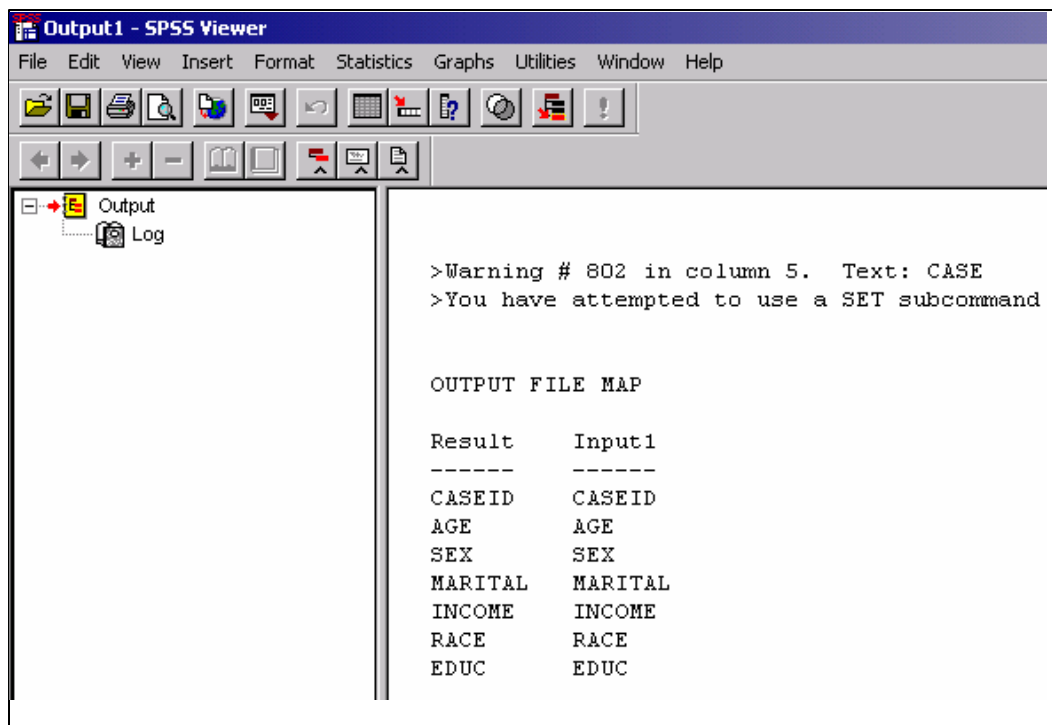 Output1 - SPSS Viewer
File Edit View Insert Format Statistics Graphs Utilities Window Help
Output
Log
>Warning # 802 in column 5. Text: CASE
>You have attempted to use a SET subcommand
OUTPUT FILE MAP
Result Input1
------ ------
CASEID CASEID
AGE AGE
SEX SEX
MARITAL MARITAL
INCOME INCOME
RACE RACE
EDUC EDUC